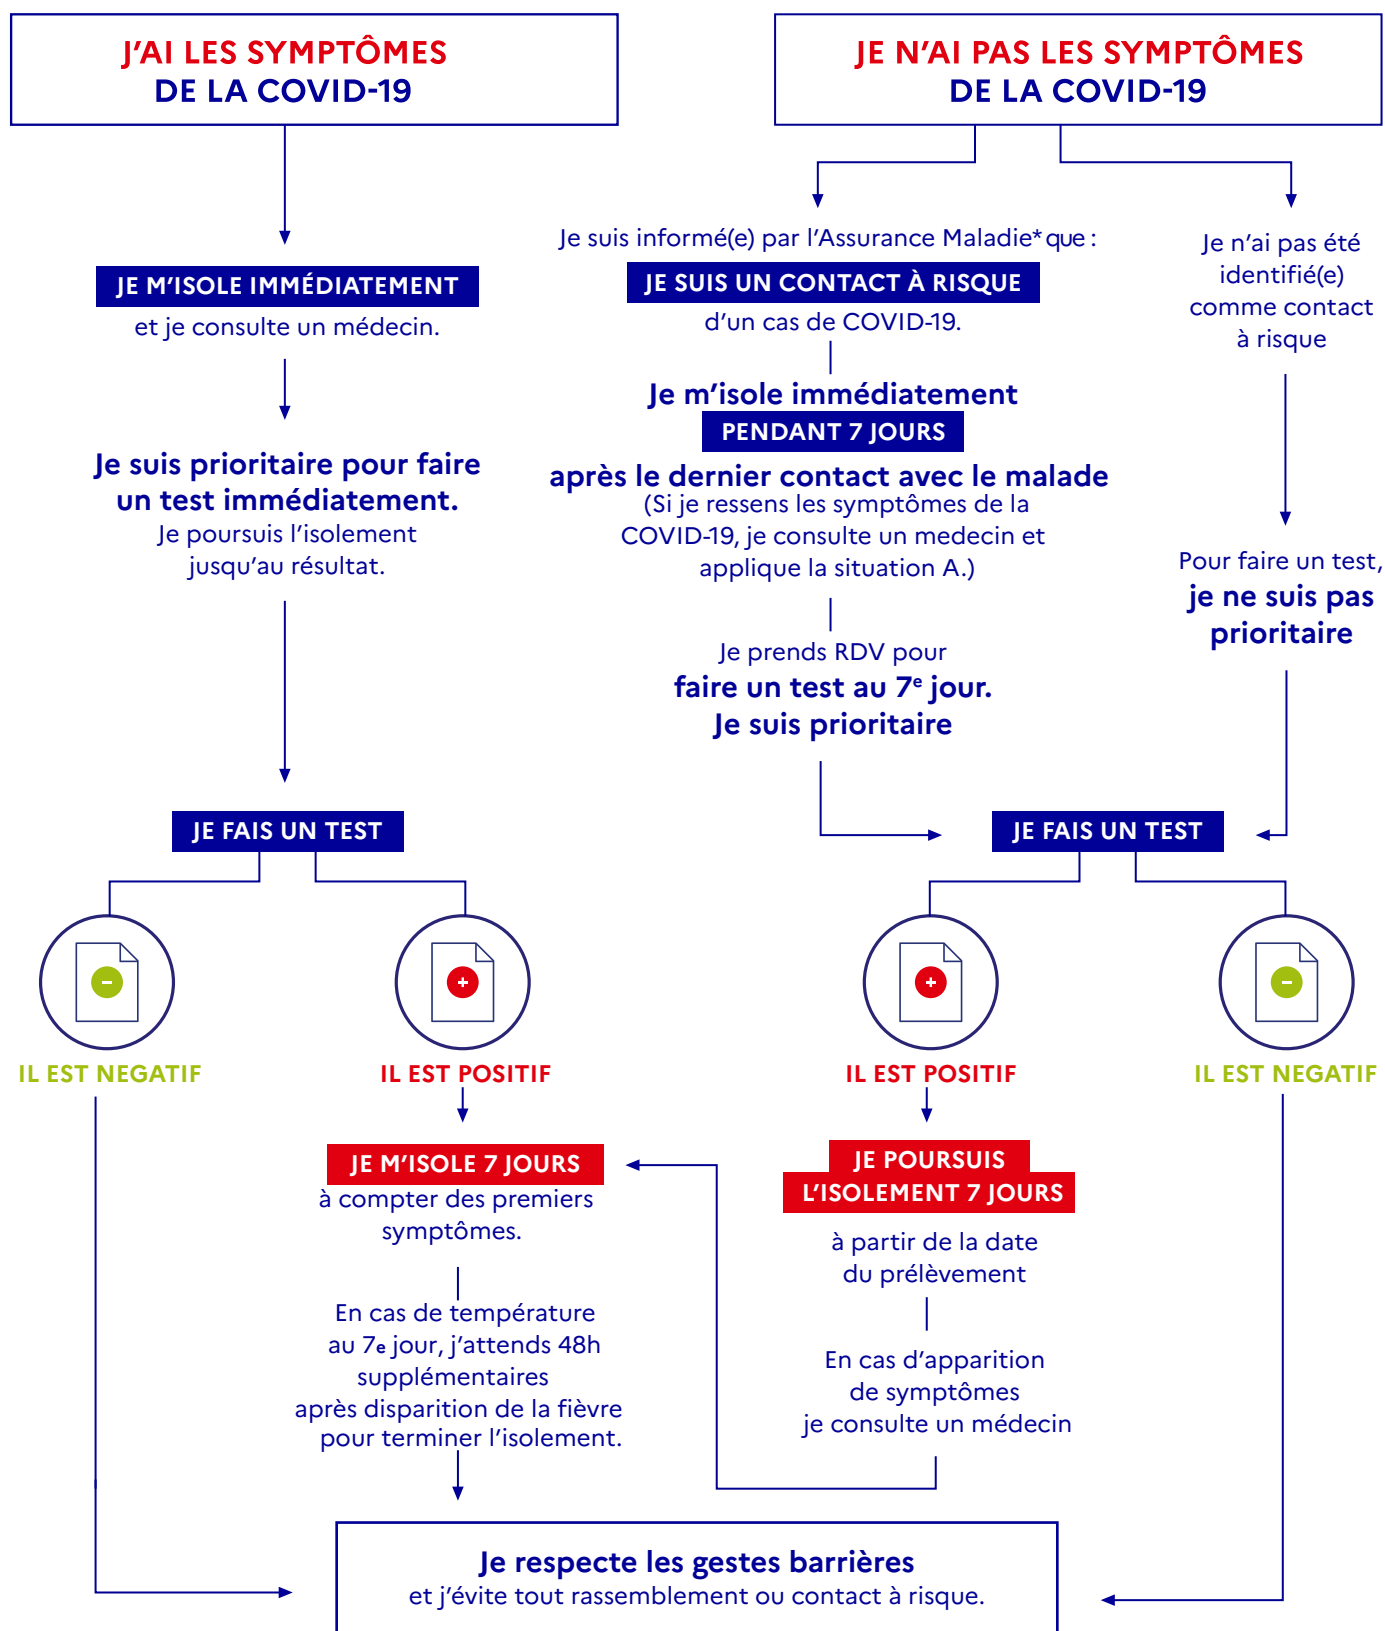 J'AI LES SYMPTÔMES
DE LA COVID-19
JE M'ISOLE IMMÉDIATEMENT
et je consulte un médecin.
Je suis prioritaire pour faire
un test immédiatement.
Je poursuis l'isolement
jusqu'au résultat.
JE FAIS UN TEST
IL EST NEGATIF
IL EST POSITIF
JE M'ISOLE 7 JOURS
à compter des premiers
symptômes.
En cas de température
au 7e jour, j'attends 48h
supplémentaires
après disparition de la fièvre
pour terminer l'isolement.
JE N'AI PAS LES SYMPTÔMES
DE LA COVID-19
Je suis informé(e) par l'Assurance Maladie* que :
JE SUIS UN CONTACT À RISQUE
d'un cas de COVID-19.
Je m'isole immédiatement
PENDANT 7 JOURS
après le dernier contact avec le malade
(Si je ressens les symptômes de la
COVID-19, je consulte un medecin et
applique la situation A.)
Je prends RDV pour
faire un test au 7e jour.
Je suis prioritaire
Je n'ai pas été
identifié(e)
comme contact
à risque
Pour faire un test,
je ne suis pas
prioritaire
JE FAIS UN TEST
IL EST POSITIF
IL EST NEGATIF
JE POURSUIS
L'ISOLEMENT 7 JOURS
à partir de la date
du prélèvement
En cas d'apparition
de symptômes
je consulte un médecin
Je respecte les gestes barrières
et j'évite tout rassemblement ou contact à risque.